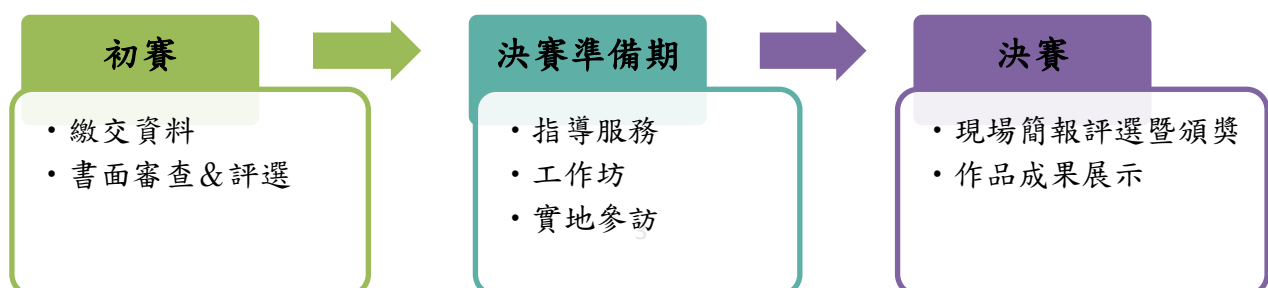 初賽
・繳交資料
・書面審查&評選
決賽準備期
・指導服務
・工作坊
・實地參訪
3
決賽
・現場簡報評選暨頒獎
・作品成果展示